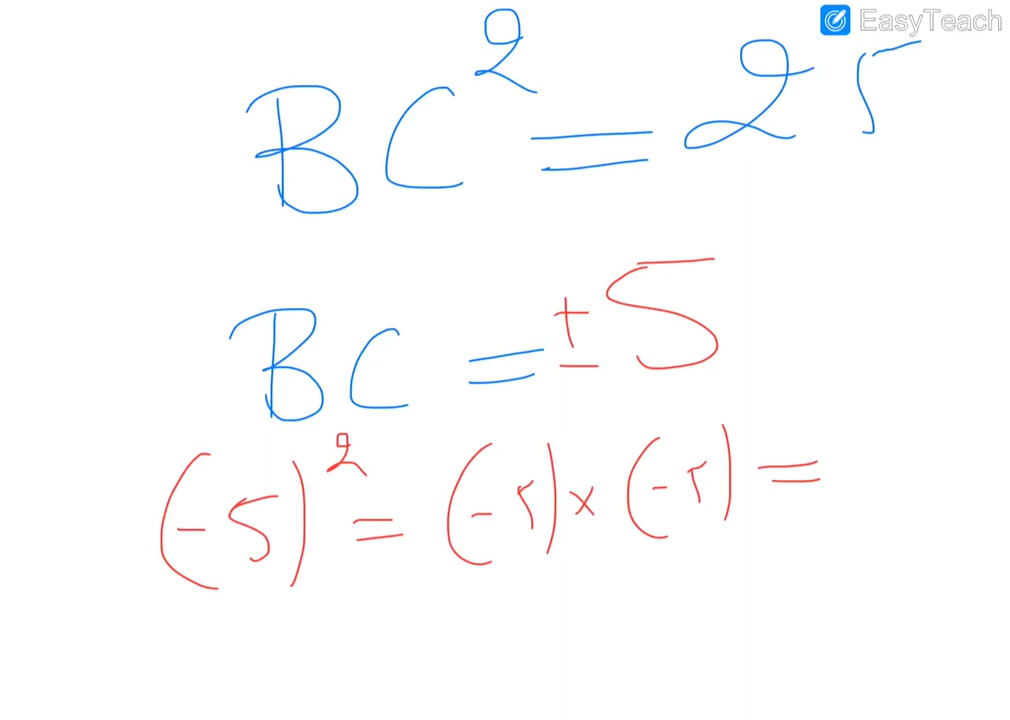 EasyTeach
BC² = 25
BC = ±5
(-5)² = (-5)×(-5) =